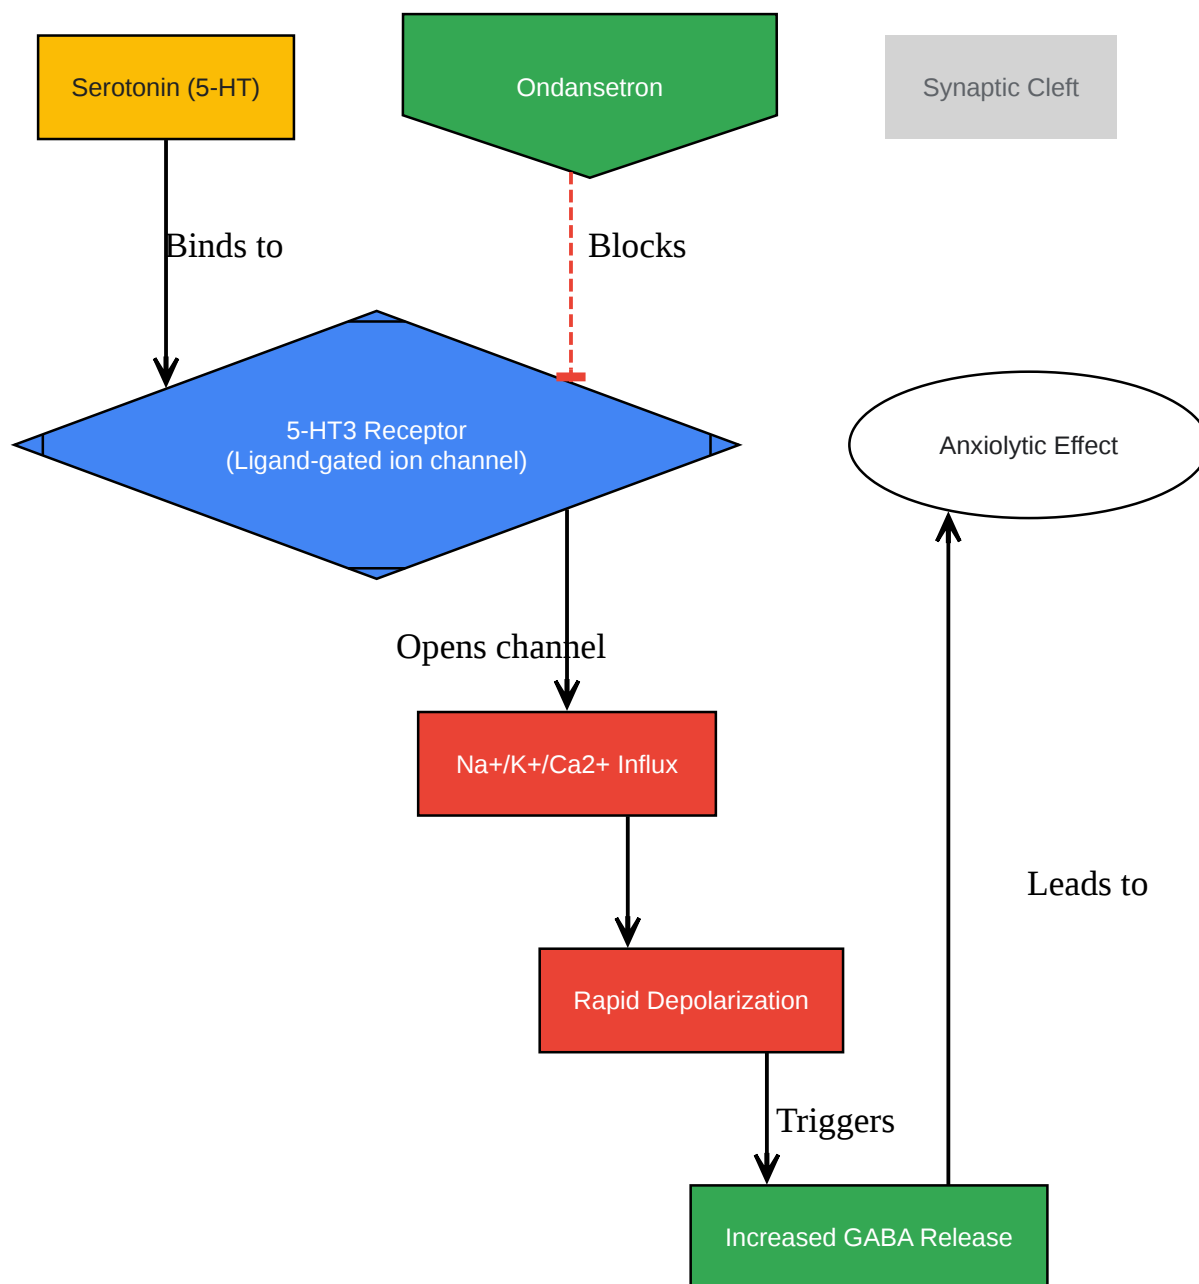 Serotonin (5-HT)
Ondansetron
Synaptic Cleft
Binds to
Blocks
5-HT3 Receptor
(Ligand-gated ion channel)
Anxiolytic Effect
Opens channel
Na+/K+/Ca2+ Influx
Leads to
Rapid Depolarization
Triggers
Increased GABA Release